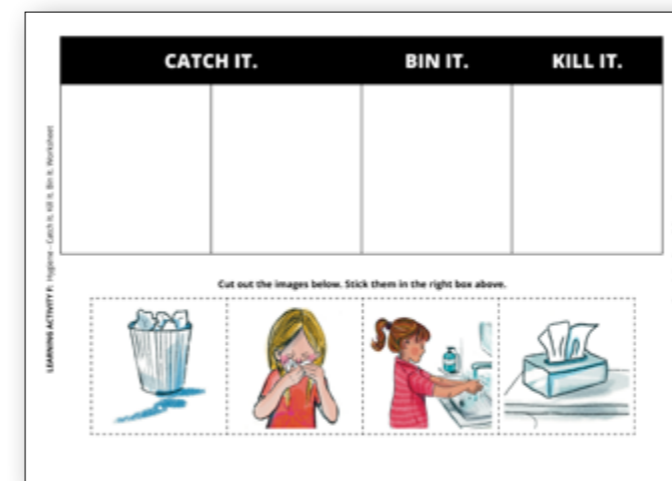 CATCH IT. BIN IT. KILL IT.
LEARNING ACTIVITY F: Hygiene - Catch it, Kill it, Bin it. Worksheet
Cut out the images below. Stick them in the right box above.